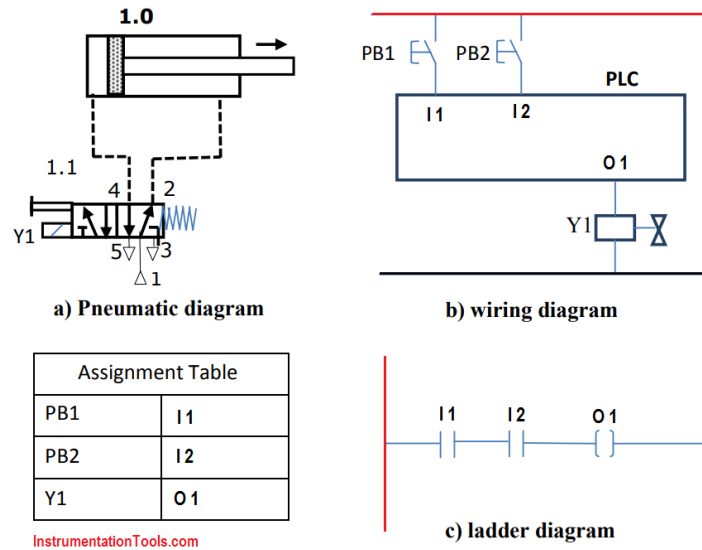 1.0
1.1
4
2
Y1
5
3
1
a) Pneumatic diagram
PB1
PB2
PLC
I1
I2
O1
Y1
b) wiring diagram
Assignment Table
PB1 I1
PB2 I2
Y1 O1
InstrumentationTools.com
I1 I2 O1
c) ladder diagram